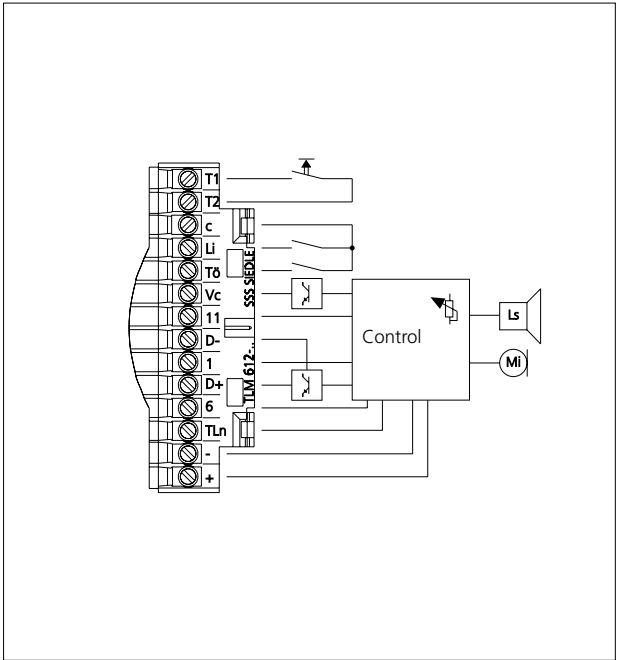 T1
T2
c
Li
Tö
Vc
11
D-
1
D+
6
TLn
-
+
SSS SIEDLE
TLM 612-..
Control
Ls
Mi